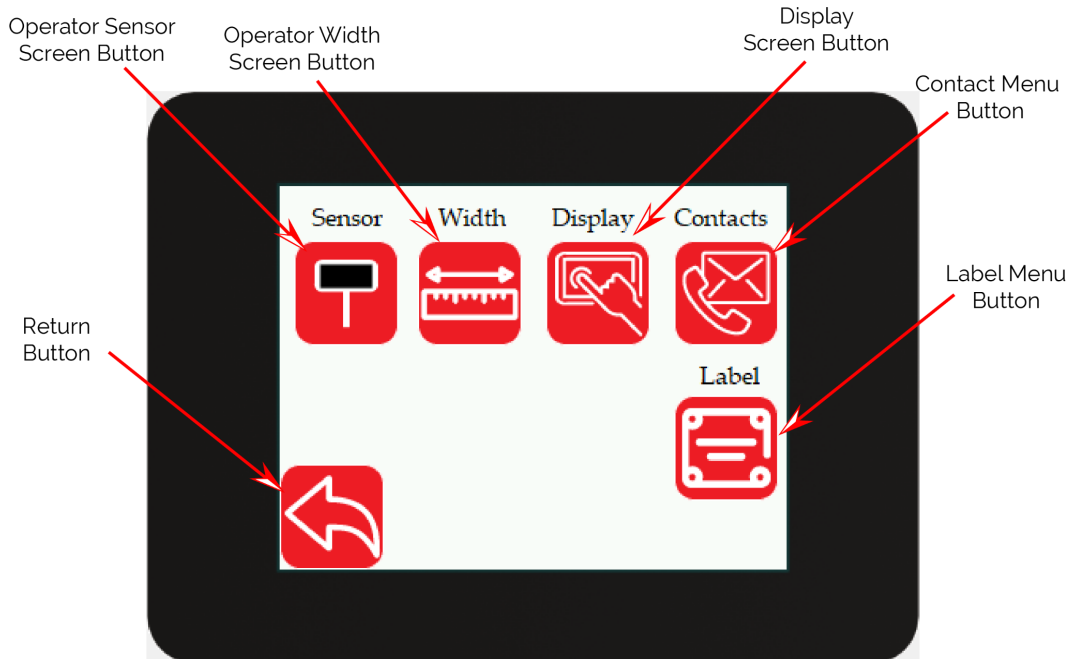 Operator Sensor
Screen Button
Operator Width
Screen Button
Display
Screen Button
Contact Menu
Button
Sensor
Width
Display
Contacts
Label Menu
Button
Return
Button
Label